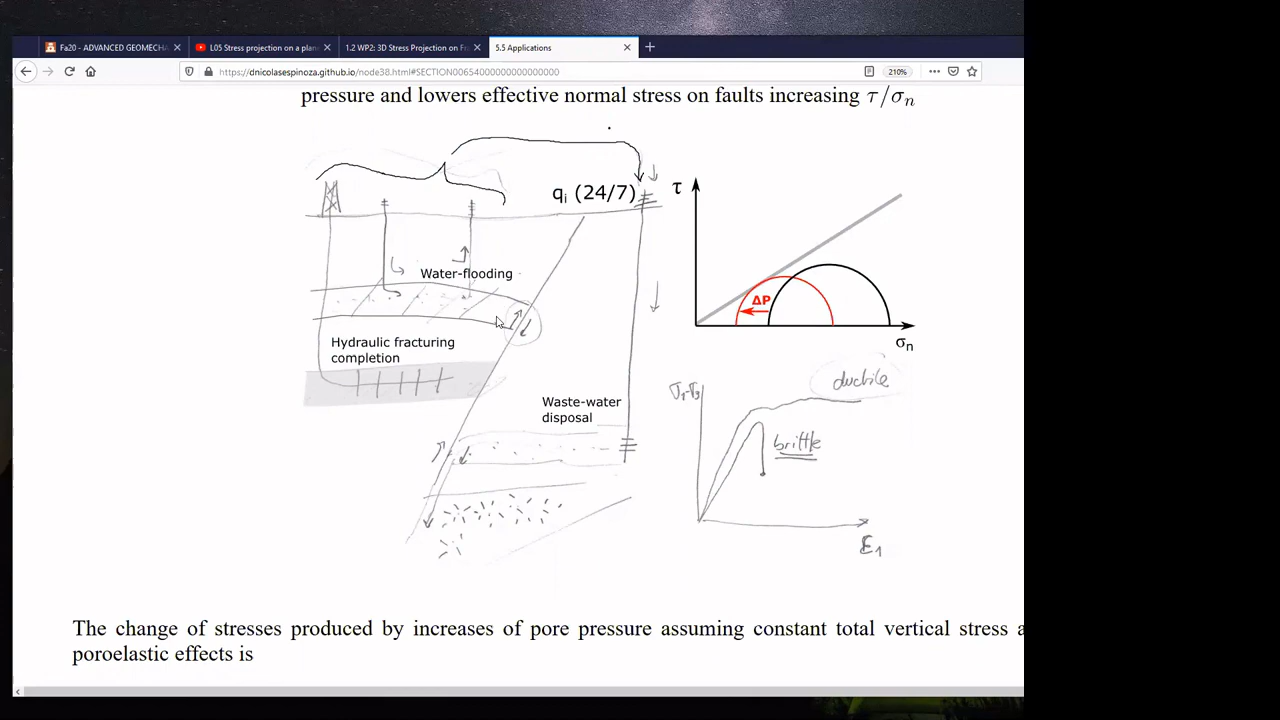 Fa20 - ADVANCED GEOMECHA
L05 Stress projection on a plan
1.2 WP2: 3D Stress Projection on Fr
5.5 Applications
https://dnicolasespinoza.github.io/node38.html#SECTION00654000000000000000
210%
pressure and lowers effective normal stress on faults increasing τ/σn
qi (24/7)
Water-flooding
Hydraulic fracturing
completion
Waste-water
disposal
τ
ΔP
σn
σ1-σ3
ductile
brittle
ε1
The change of stresses produced by increases of pore pressure assuming constant total vertical stress a
poroelastic effects is